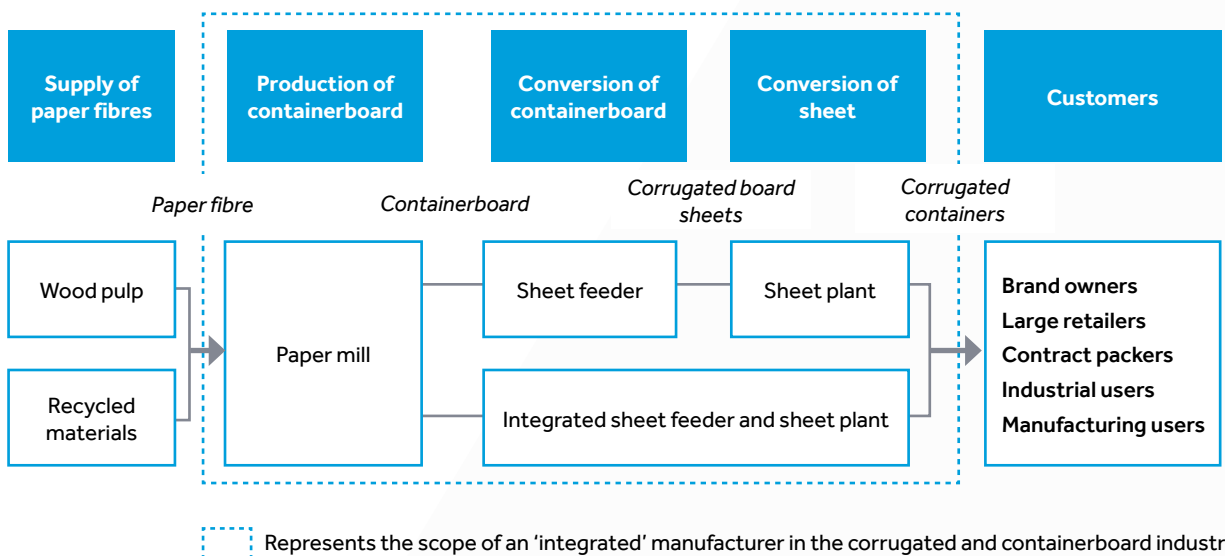 Supply of
paper fibres
Production of
containerboard
Conversion of
containerboard
Conversion of
sheet
Customers
Paper fibre
Containerboard
Corrugated board
sheets
Corrugated
containers
Wood pulp
Recycled
materials
Paper mill
Sheet feeder
Sheet plant
Integrated sheet feeder and sheet plant
Brand owners
Large retailers
Contract packers
Industrial users
Manufacturing users
Represents the scope of an ‘integrated’ manufacturer in the corrugated and containerboard